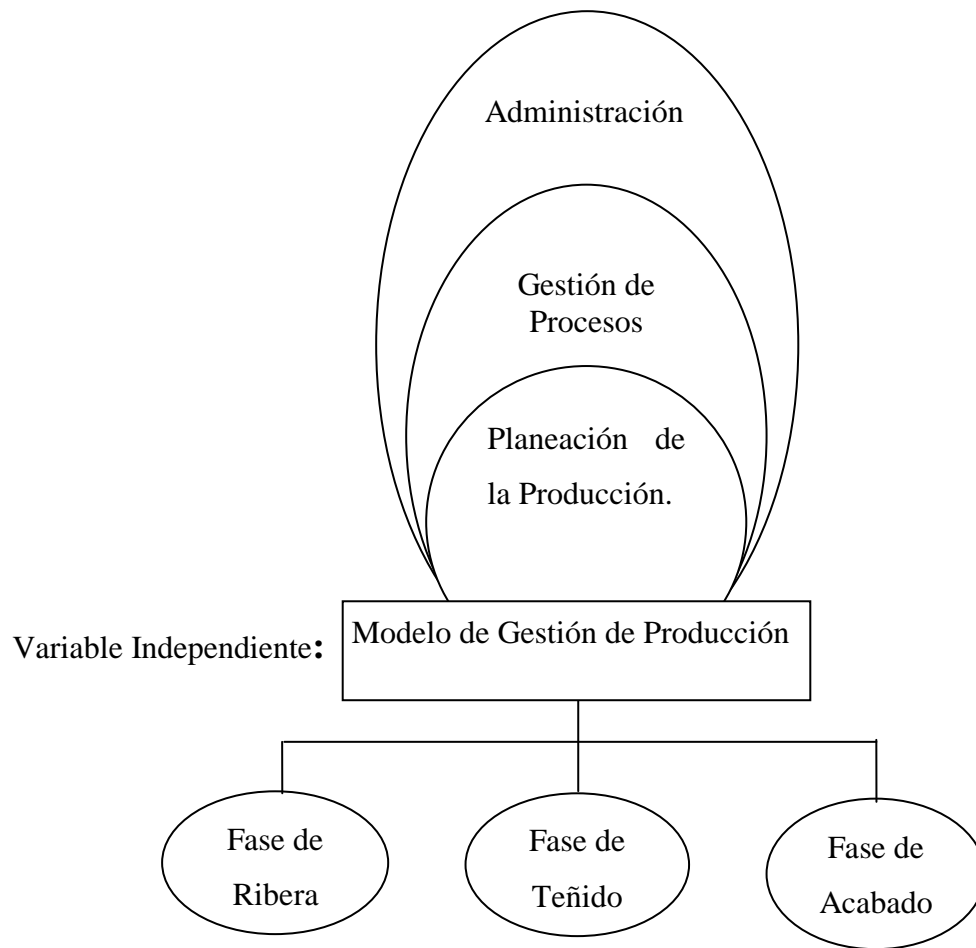 Administración
Gestión de
Procesos
Planeación de
la Producción.
Variable Independiente:
Modelo de Gestión de Producción
Fase de
Ribera
Fase de
Teñido
Fase de
Acabado